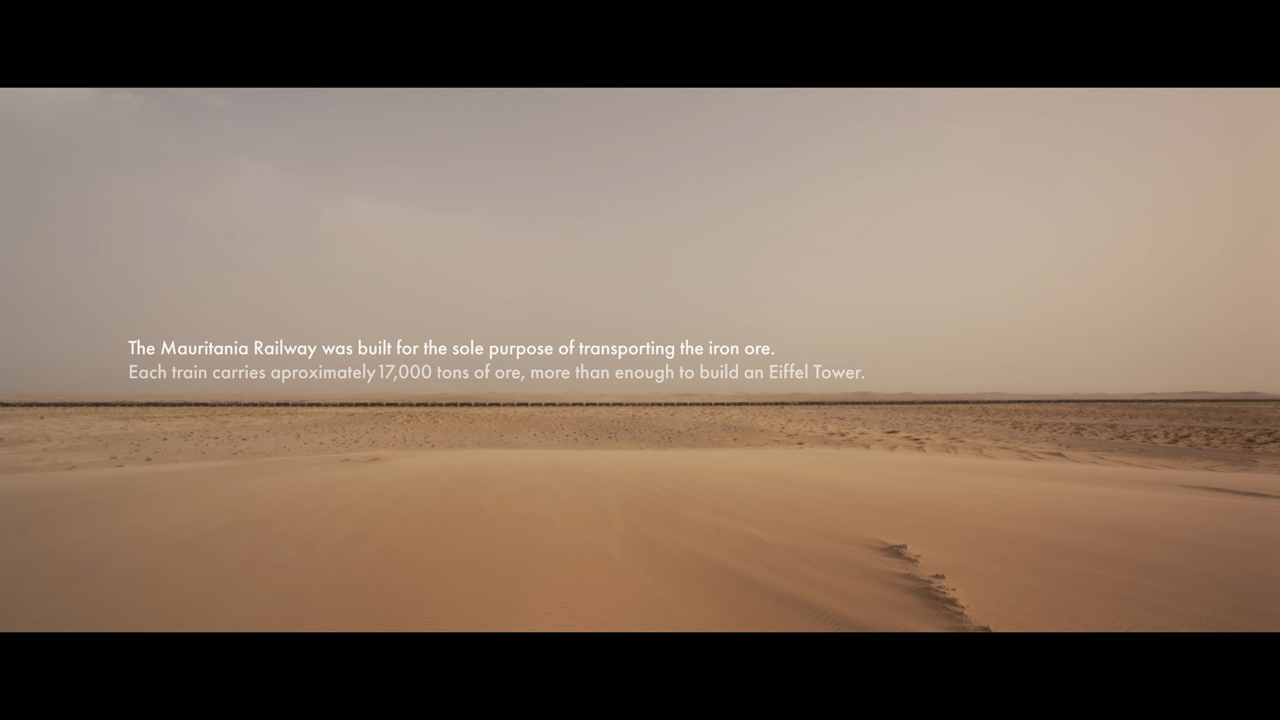 The Mauritania Railway was built for the sole purpose of transporting the iron ore.
Each train carries aproximately 17,000 tons of ore, more than enough to build an Eiffel Tower.